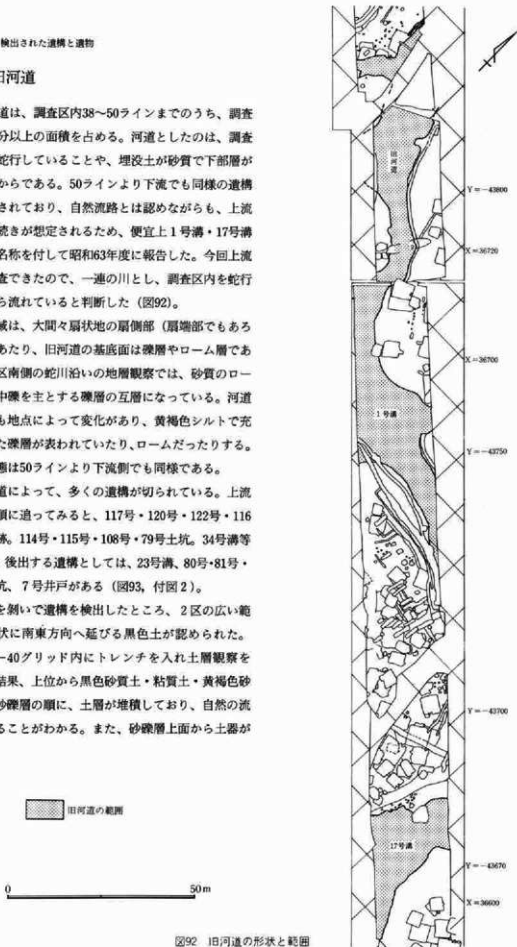 検出された遺構と遺物
旧河道
道は、調査区内38〜50ラインまでのうち、調査
分以上の面積を占める。河道としたのは、調査
蛇行していることや、埋没土が砂質で下部層が
からである。50ラインより下流でも同様の遺構
されており、自然流路とは認めながらも、上流
続きが想定されるため、便宜上1号溝・17号溝
名称を付して昭和63年度に報告した。今回上流
査できたので、一連の川とし、調査区内を蛇行
ら流れていると判断した（図92）。
域は、大間々扇状地の扇側部（扇端部でもあろ
あたり、旧河道の基底面は礫層やローム層であ
区南側の蛇川沿いの地層観察では、砂質のロー
中礫を主とする礫層の互層になっている。河道
も地点によって変化があり、黄褐色シルトで充
た礫層が表われていたり、ロームだったりする。
態は50ラインより下流側でも同様である。
道によって、多くの遺構が切られている。上流
順に追ってみると、117号・120号・122号・116
跡。114号・115号・108号・79号土坑。34号溝等
後出する遺構としては、23号溝、80号・81号・
坑、7号井戸がある（図93、付図2）。
を剝いで遺構を検出したところ、2区の広い範
状に南東方向へ延びる黒色土が認められた。
-40グリッド内にトレンチを入れ土層観察を
結果、上位から黒色砂質土・粘質土・黄褐色砂
砂礫層の順に、土層が堆積しており、自然の流
ることがわかる。また、砂礫層上面から土器が
旧河道の範囲
0 50m
旧河道
Y=-43800
X=36720
X=36700
1号溝
Y=-43750
Y=-43700
17号溝
Y=-43670
X=36600
図92 旧河道の形状と範囲